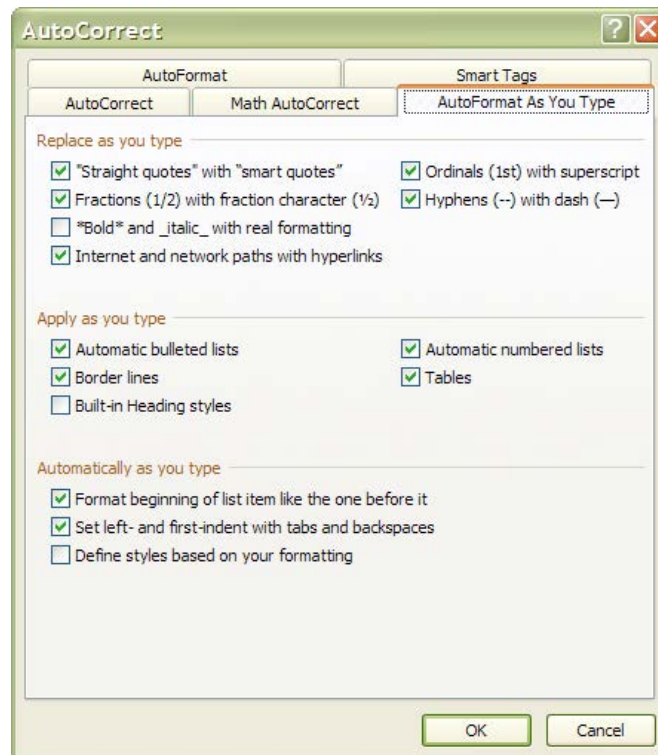 AutoCorrect
AutoFormat Smart Tags
AutoCorrect Math AutoCorrect AutoFormat As You Type
Replace as you type
"Straight quotes" with “smart quotes” Ordinals (1st) with superscript
Fractions (1/2) with fraction character (½) Hyphens (--) with dash (—)
*Bold* and _italic_ with real formatting
Internet and network paths with hyperlinks
Apply as you type
Automatic bulleted lists Automatic numbered lists
Border lines Tables
Built-in Heading styles
Automatically as you type
Format beginning of list item like the one before it
Set left- and first-indent with tabs and backspaces
Define styles based on your formatting
OK Cancel